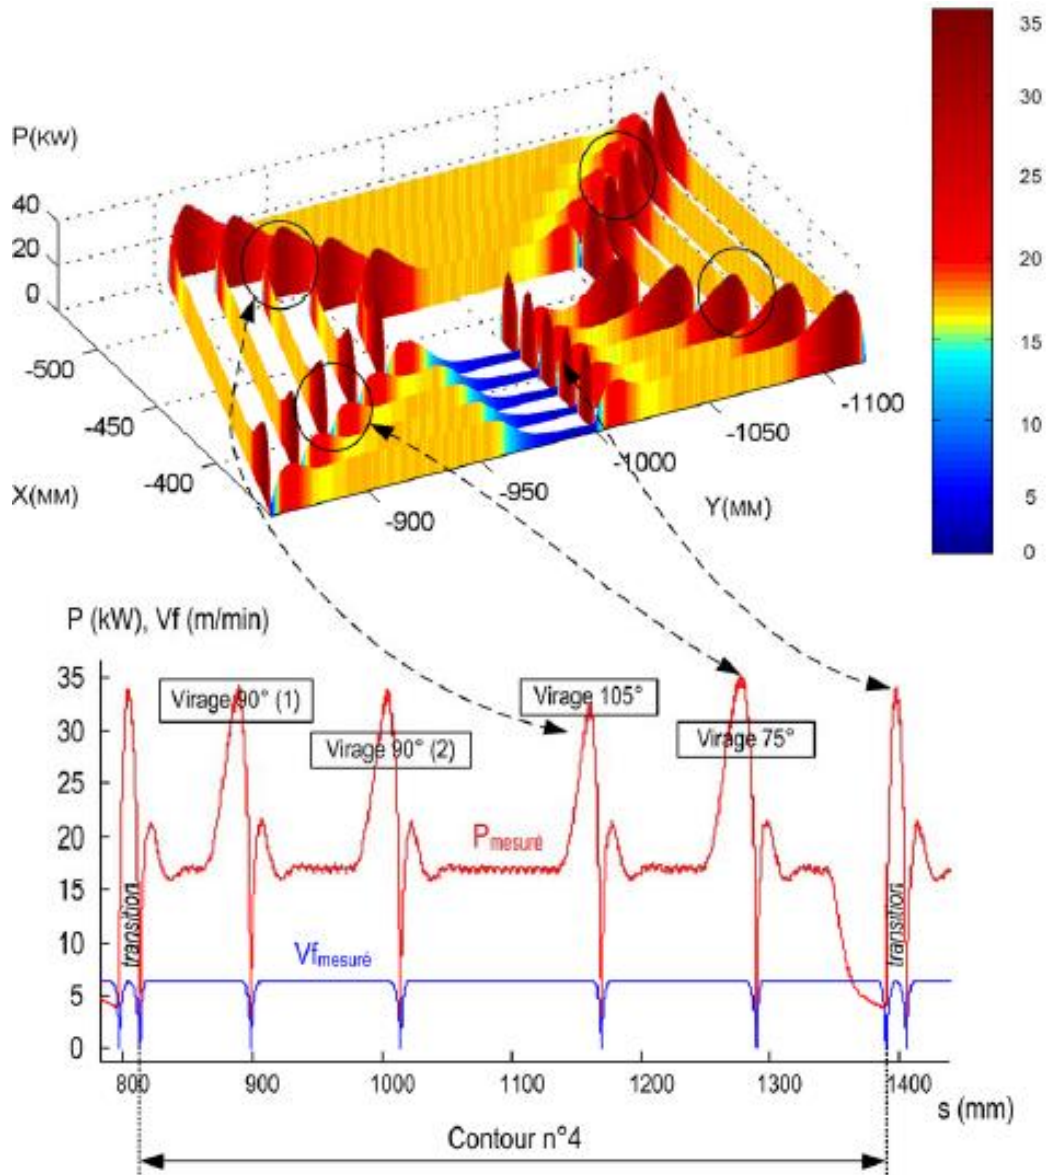 P(KW)
40
20
0
-500
-450
-400
X(MM)
-900
-950
-1000
-1050
-1100
Y(MM)
35
30
25
20
15
10
5
0
P (kW), Vf (m/min)
35
30
25
20
15
10
5
0
Virage 90° (1)
Virage 90° (2)
Virage 105°
Virage 75°
Pmesuré
Vfmesuré
transition
transition
800
900
1000
1100
1200
1300
1400
s (mm)
Contour n°4